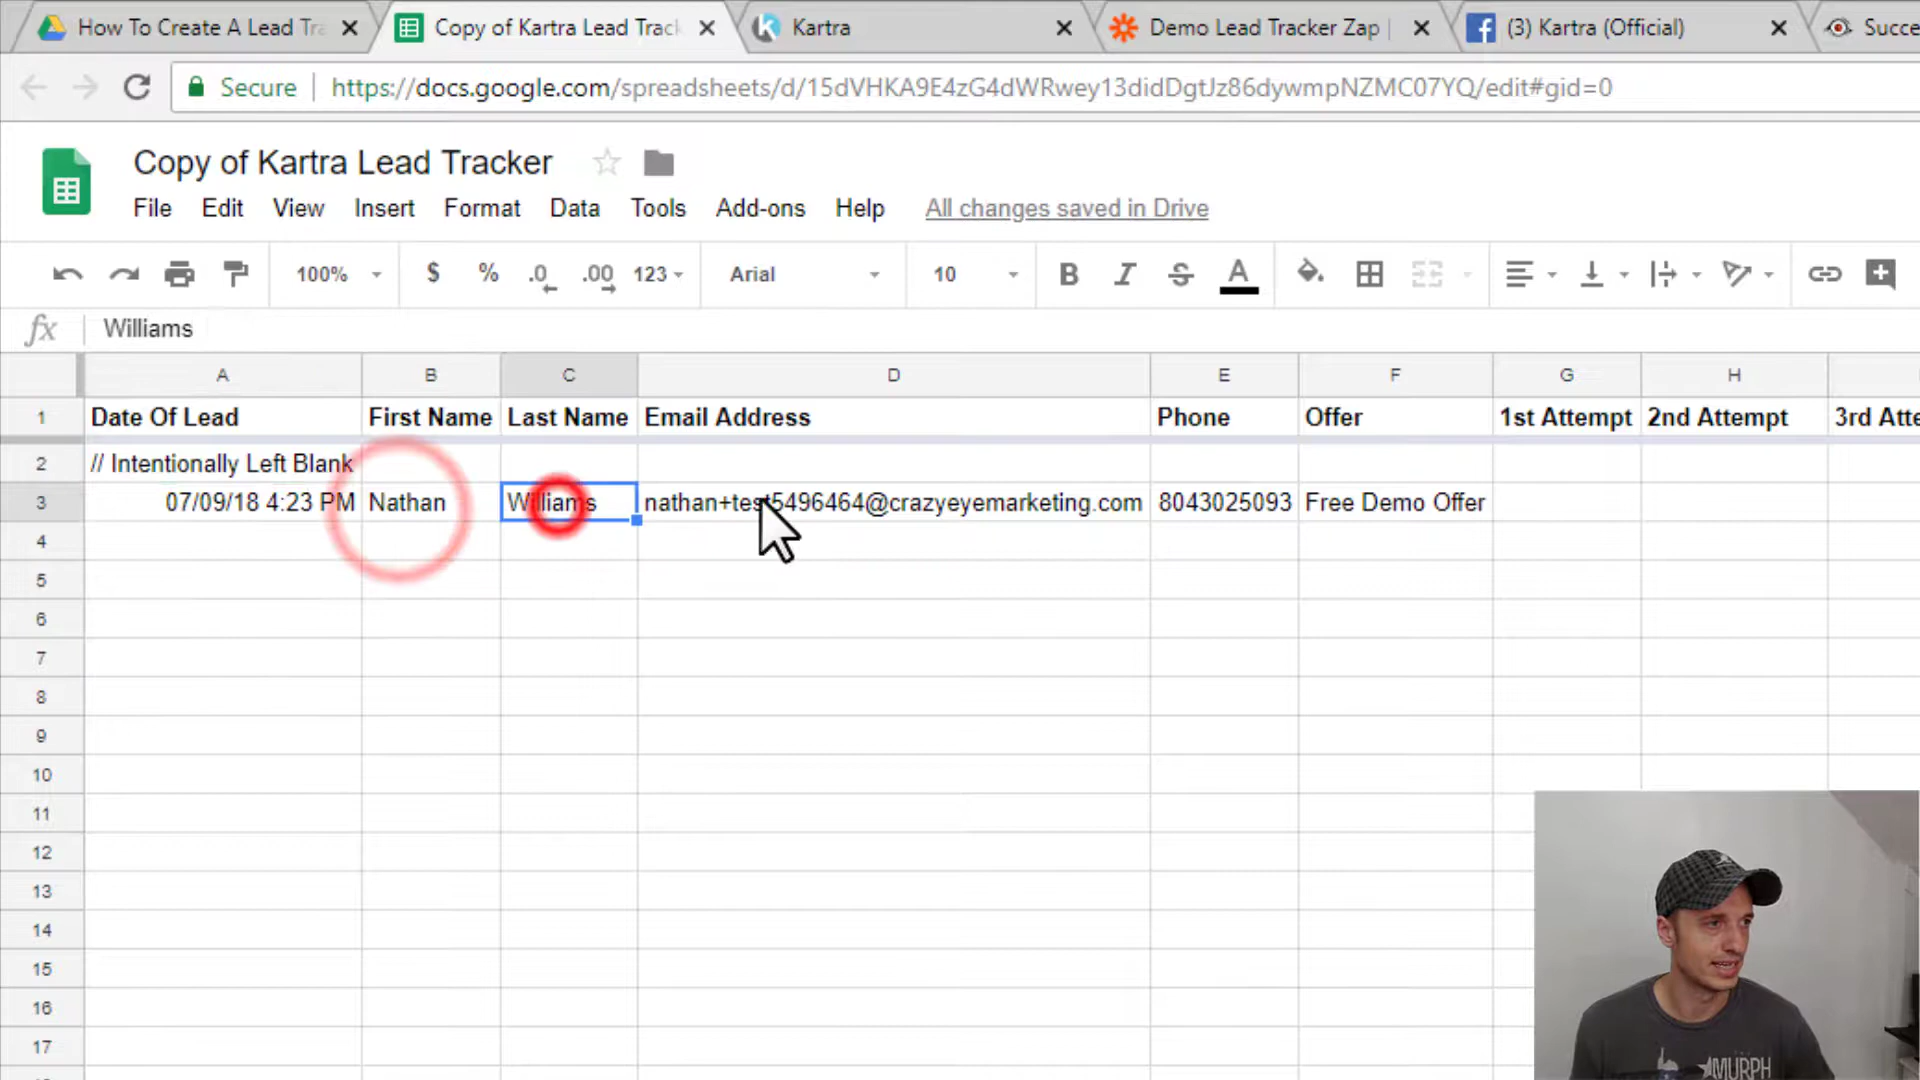 How To Create A Lead Tra
Copy of Kartra Lead Track
Kartra
Demo Lead Tracker Zap |
(3) Kartra (Official)
Succe
Secure
https://docs.google.com/spreadsheets/d/15dVHKA9E4zG4dWRwey13didDgtJz86dywmpNZMC07YQ/edit#gid=0
Copy of Kartra Lead Tracker
File Edit View Insert Format Data Tools Add-ons Help All changes saved in Drive
100% $ % .0 .00 123 Arial 10 B I S A
fx Williams
A B C D E F G H
1 Date Of Lead First Name Last Name Email Address Phone Offer 1st Attempt 2nd Attempt 3rd Atte
2 // Intentionally Left Blank
3 07/09/18 4:23 PM Nathan Williams nathan+test5496464@crazyeyemarketing.com 8043025093 Free Demo Offer
4
5
6
7
8
9
10
11
12
13
14
15
16
17
MURPH